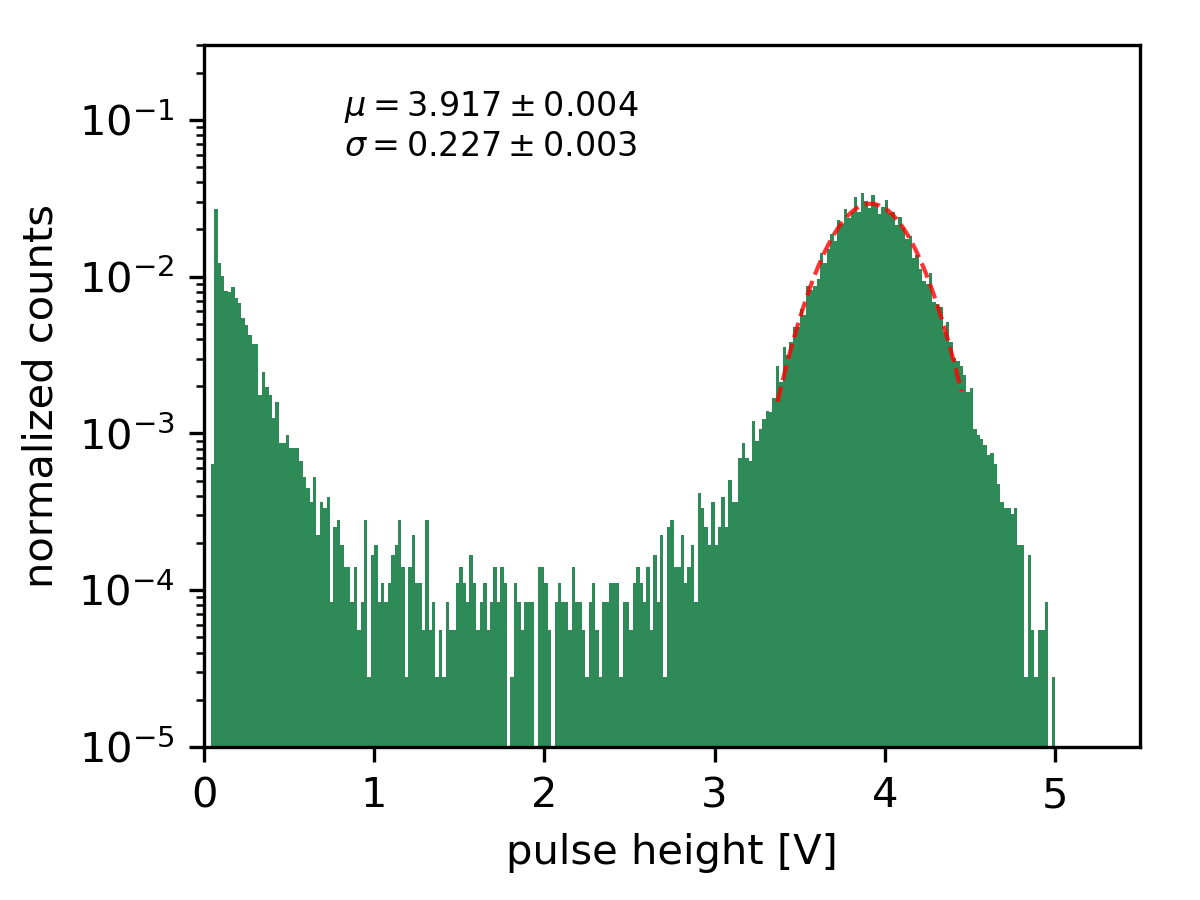 μ = 3.917 ± 0.004
σ = 0.227 ± 0.003
10⁻¹
10⁻²
10⁻³
10⁻⁴
10⁻⁵
normalized counts
0 1 2 3 4 5
pulse height [V]